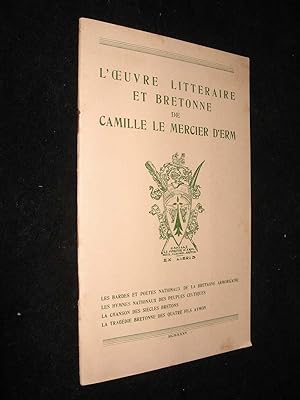 L'ŒUVRE LITTERAIRE
ET BRETONNE
DE
CAMILLE LE MERCIER D'ERM
EX LIBRIS
LES BARDES ET POÈTES NATIONAUX DE LA BRETAGNE ARMORICAINE
LES HYMNES NATIONAUX DES PEUPLES CELTIQUES
LA CHANSON DES SIÈCLES BRETONS
LA TRAGÉDIE BRETONNE DES QUATRE FILS AYMON